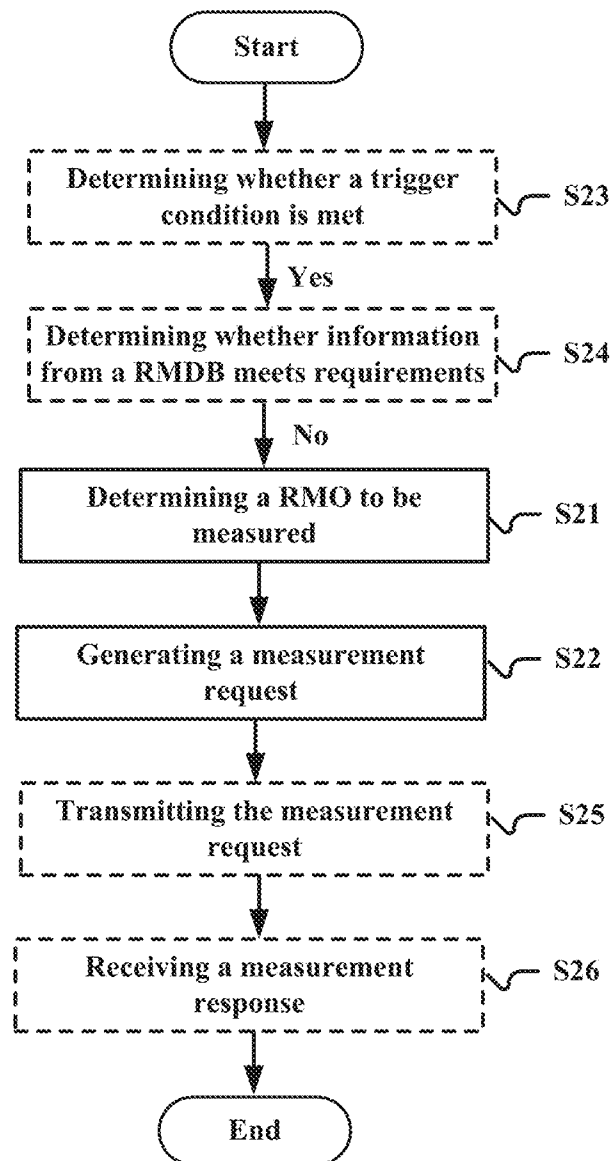 Start
Determining whether a trigger
condition is met
S23
Yes
Determining whether information
from a RMDB meets requirements
S24
No
Determining a RMO to be
measured
S21
Generating a measurement
request
S22
Transmitting the measurement
request
S25
Receiving a measurement
response
S26
End